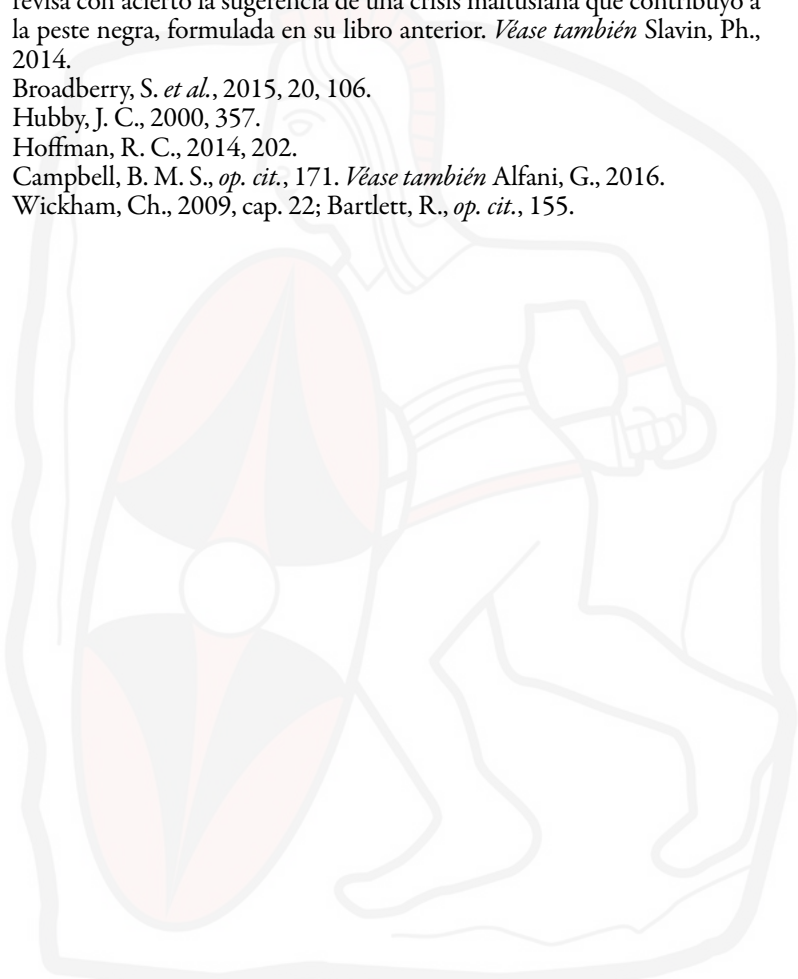 revisa con acierto la sugerencia de una crisis maltusiana que contribuyó a
la peste negra, formulada en su libro anterior. Véase también Slavin, Ph.,
2014.
Broadberry, S. et al., 2015, 20, 106.
Hubby, J. C., 2000, 357.
Hoffman, R. C., 2014, 202.
Campbell, B. M. S., op. cit., 171. Véase también Alfani, G., 2016.
Wickham, Ch., 2009, cap. 22; Bartlett, R., op. cit., 155.